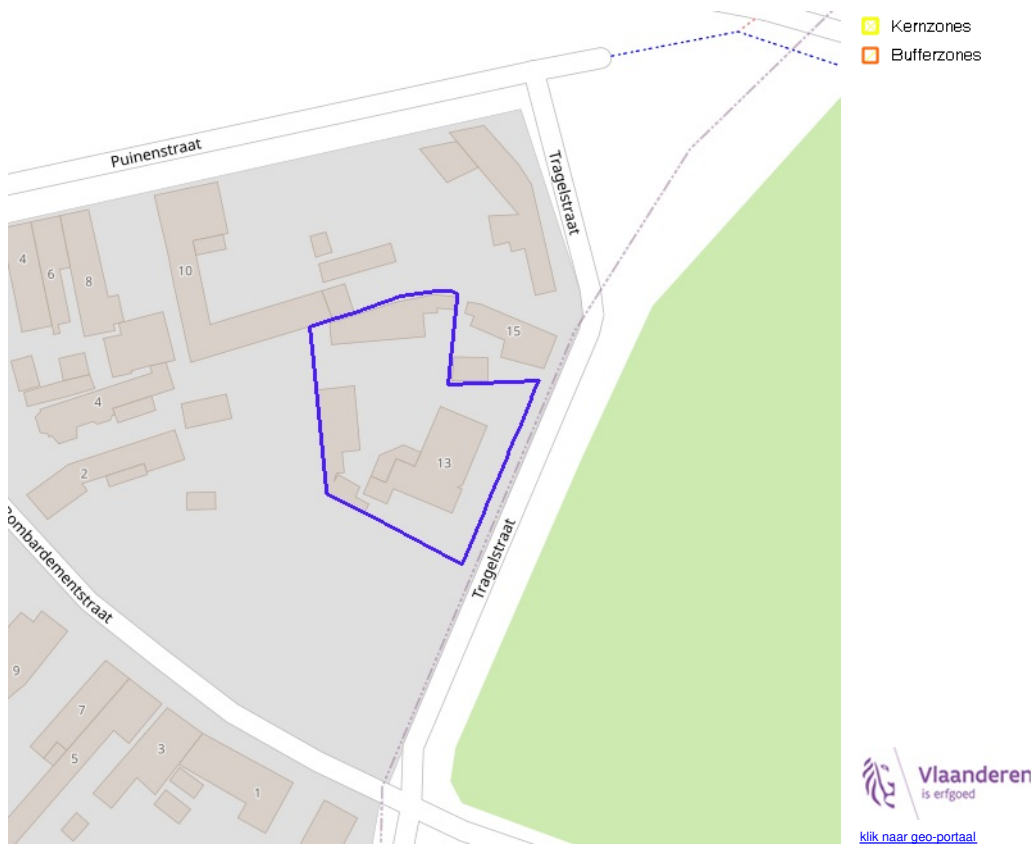 Kernzones
Bufferzones
Puinenstraat
Tragelstraat
4
6
8
10
15
4
2
13
Bombardementstraat
Tragelstraat
9
7
5
3
1
Vlaanderen
is erfgoed
klik naar geo-portaal